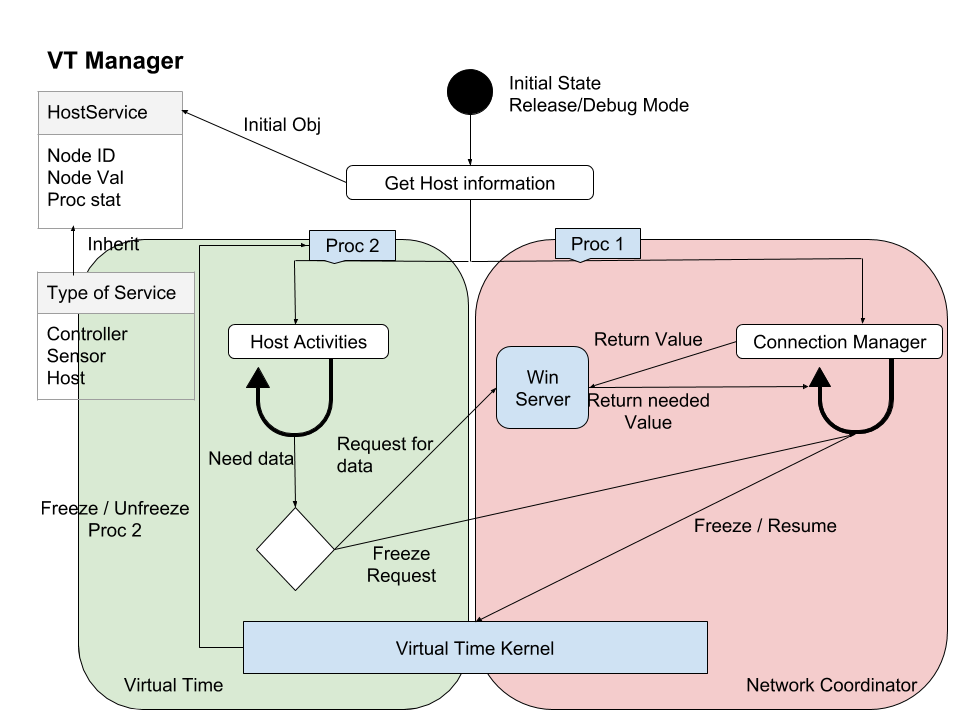 VT Manager
Initial State
Release/Debug Mode
HostService
Initial Obj
Node ID
Node Val
Proc stat
Get Host information
Inherit
Proc 2
Proc 1
Type of Service
Controller
Sensor
Host
Host Activities
Return Value
Connection Manager
Win
Server
Return needed
Value
Request for
data
Need data
Freeze / Unfreeze
Proc 2
Freeze / Resume
Freeze
Request
Virtual Time Kernel
Virtual Time
Network Coordinator